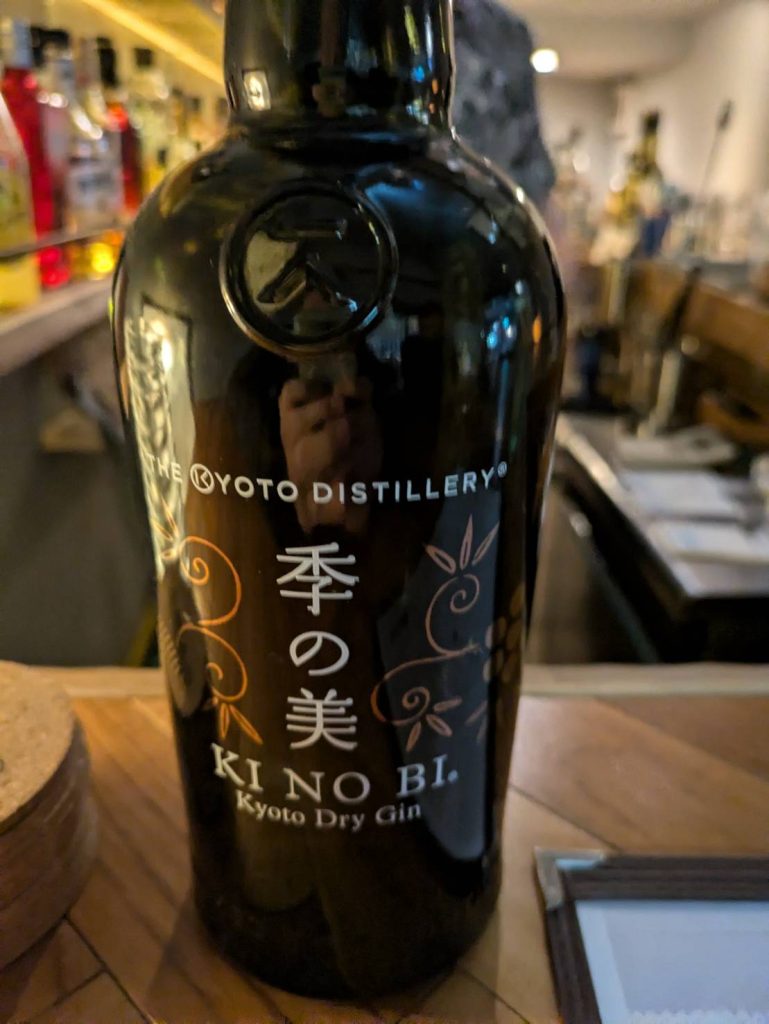 THE KYOTO DISTILLERY®
季の美
KI NO BI®
Kyoto Dry Gin